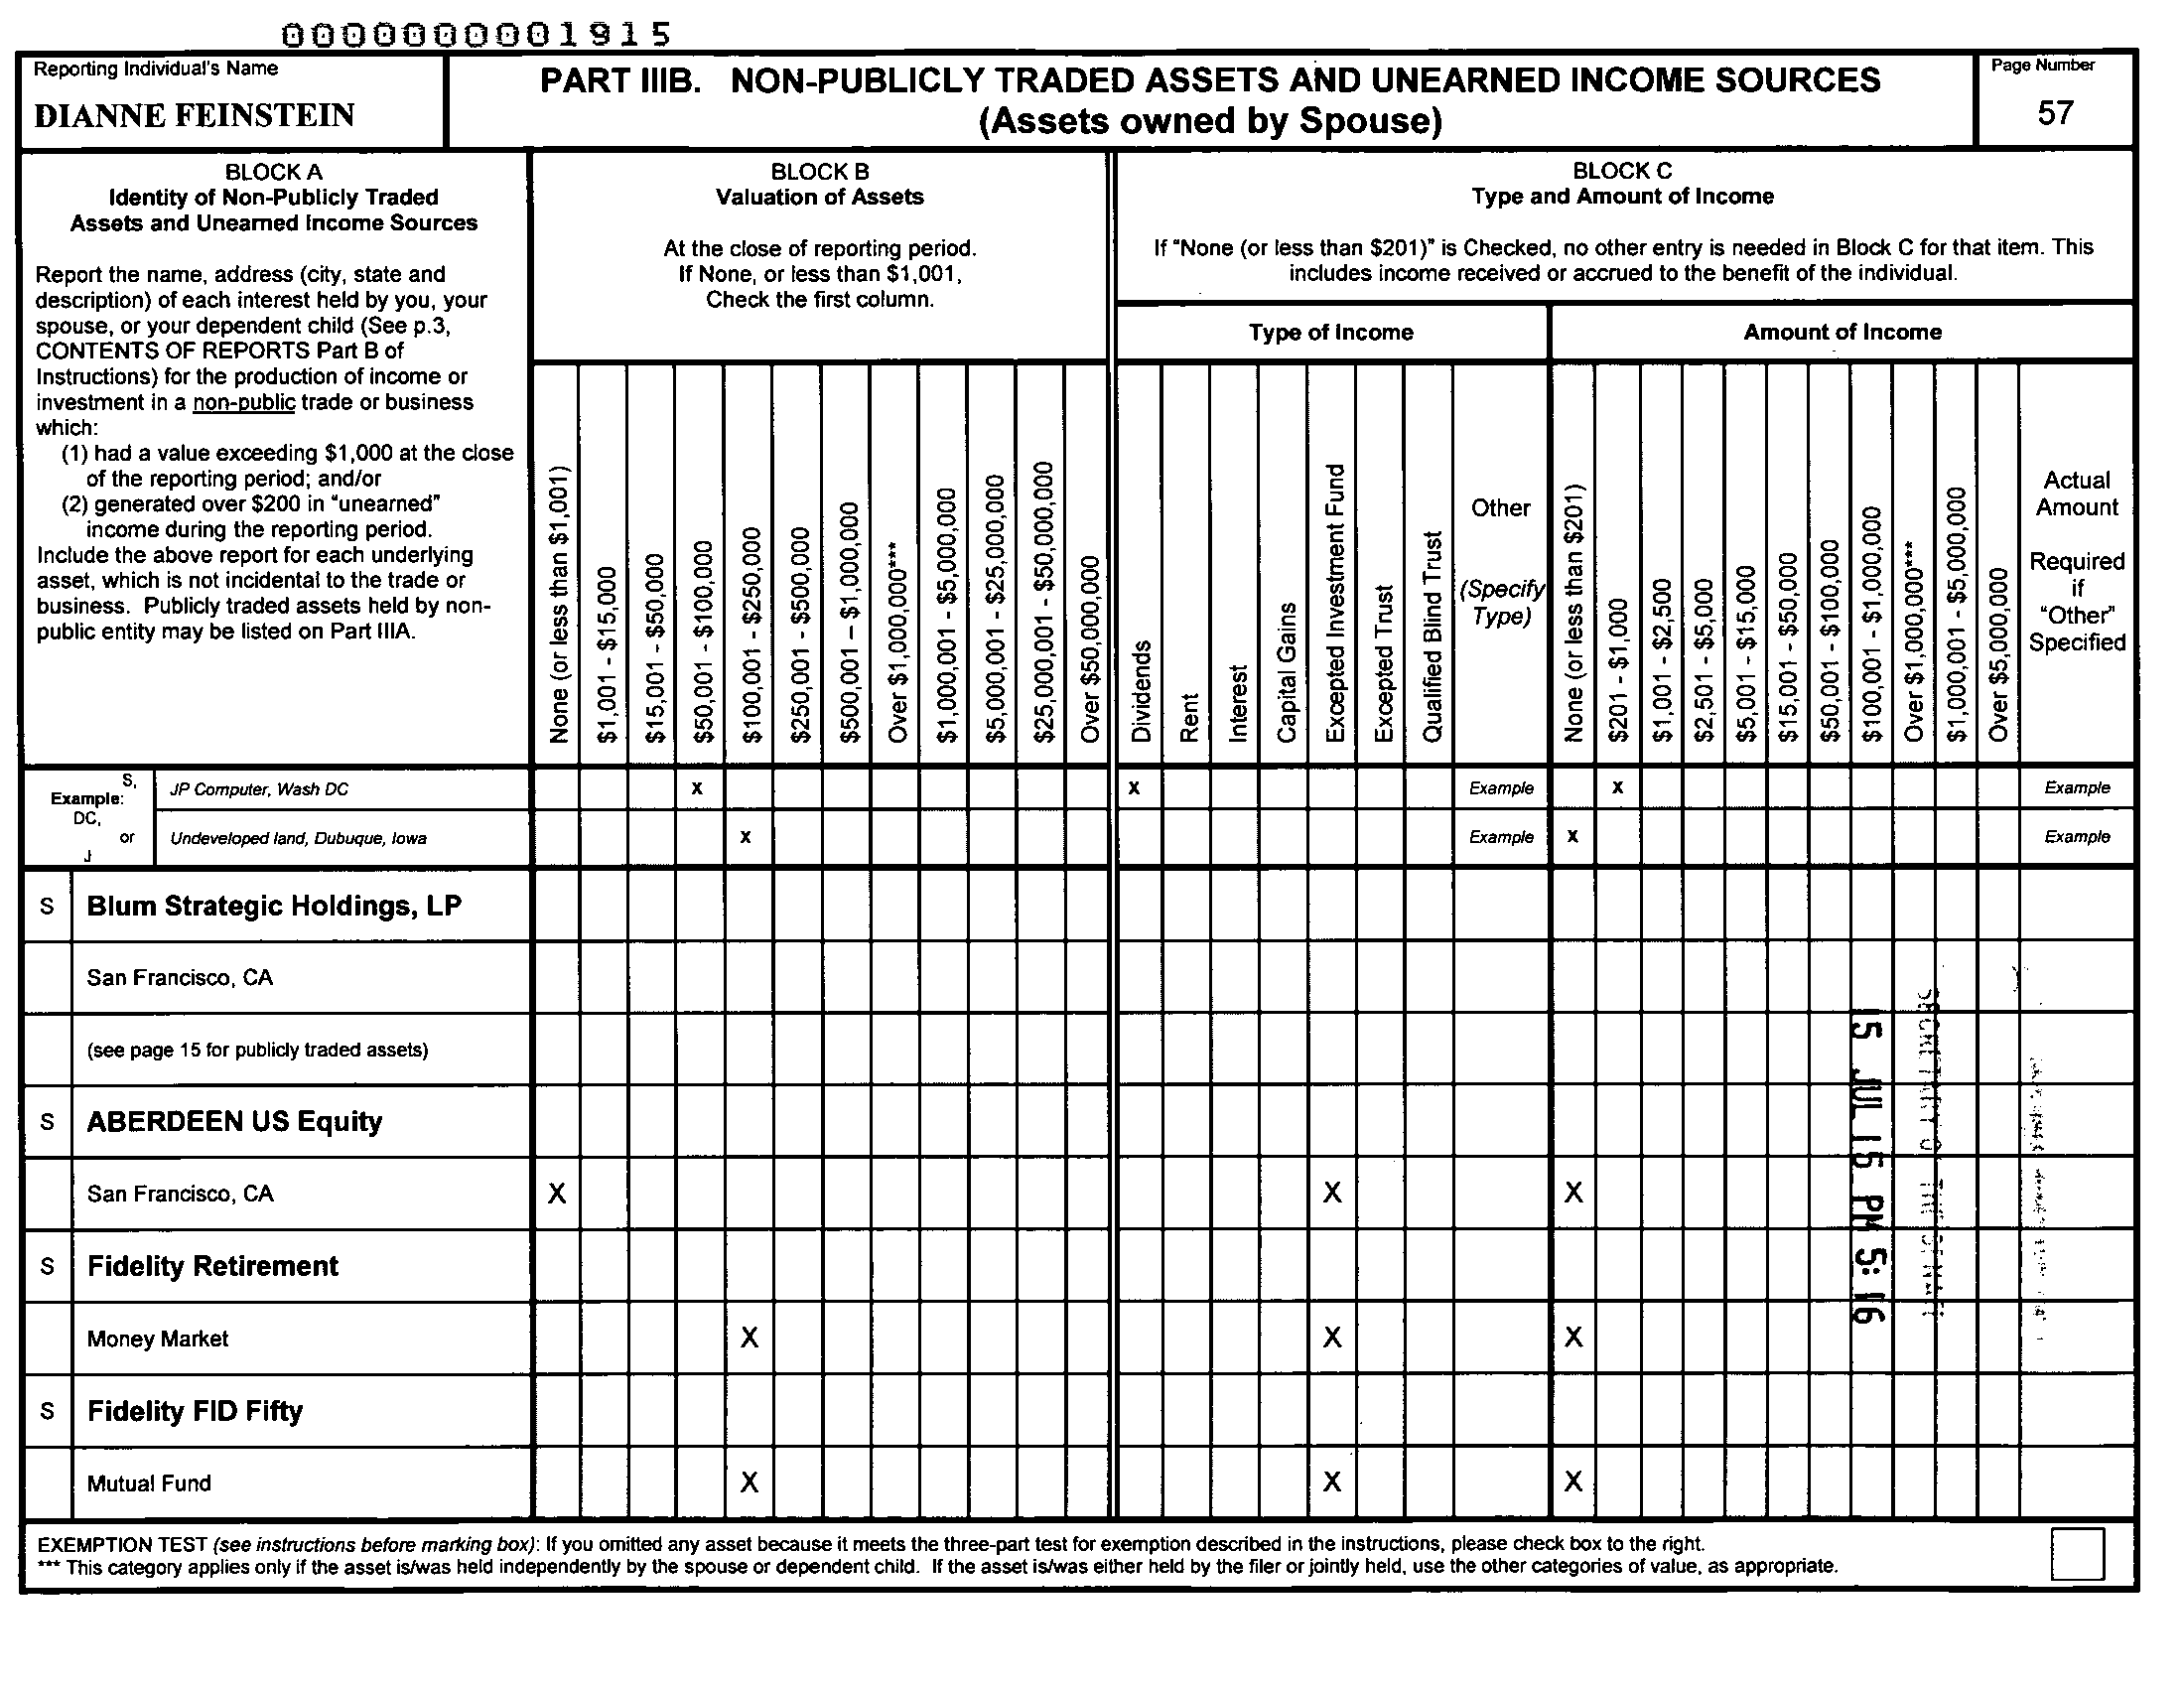 0000000001915
Reporting Individual's Name
DIANNE FEINSTEIN
PART IIIB. NON-PUBLICLY TRADED ASSETS AND UNEARNED INCOME SOURCES
(Assets owned by Spouse)
Page Number
57
BLOCK A
Identity of Non-Publicly Traded
Assets and Unearned Income Sources
Report the name, address (city, state and
description) of each interest held by you, your
spouse, or your dependent child (See p.3,
CONTENTS OF REPORTS Part B of
Instructions) for the production of income or
investment in a non-public trade or business
which:
(1) had a value exceeding $1,000 at the close
of the reporting period; and/or
(2) generated over $200 in "unearned"
income during the reporting period.
Include the above report for each underlying
asset, which is not incidental to the trade or
business. Publicly traded assets held by non-
public entity may be listed on Part IIIA.
BLOCK B
Valuation of Assets
At the close of reporting period.
If None, or less than $1,001,
Check the first column.
BLOCK C
Type and Amount of Income
If "None (or less than $201)" is Checked, no other entry is needed in Block C for that item. This
includes income received or accrued to the benefit of the individual.
Type of Income
Amount of Income
None (or less than $1,001)
$1,001 - $15,000
$15,001 - $50,000
$50,001 - $100,000
$100,001 - $250,000
$250,001 - $500,000
$500,001 – $1,000,000
Over $1,000,000***
$1,000,001 - $5,000,000
$5,000,001 - $25,000,000
$25,000,001 - $50,000,000
Over $50,000,000
Dividends
Rent
Interest
Capital Gains
Excepted Investment Fund
Excepted Trust
Qualified Blind Trust
Other
(Specify
Type)
None (or less than $201)
$201 - $1,000
$1,001 - $2,500
$2,501 - $5,000
$5,001 - $15,000
$15,001 - $50,000
$50,001 - $100,000
$100,001 - $1,000,000
Over $1,000,000***
$1,000,001 - $5,000,000
Over $5,000,000
Actual
Amount
Required
if
"Other"
Specified
Example: S,
DC,
or
J
JP Computer, Wash DC X X Example X Example
Undeveloped land, Dubuque, Iowa X Example X Example
S Blum Strategic Holdings, LP
San Francisco, CA
(see page 15 for publicly traded assets)
S ABERDEEN US Equity
San Francisco, CA X X X
S Fidelity Retirement
Money Market X X X
S Fidelity FID Fifty
Mutual Fund X X X
15 JUL 15 PM 5:16
EXEMPTION TEST (see instructions before marking box): If you omitted any asset because it meets the three-part test for exemption described in the instructions, please check box to the right.
*** This category applies only if the asset is/was held independently by the spouse or dependent child. If the asset is/was either held by the filer or jointly held, use the other categories of value, as appropriate.